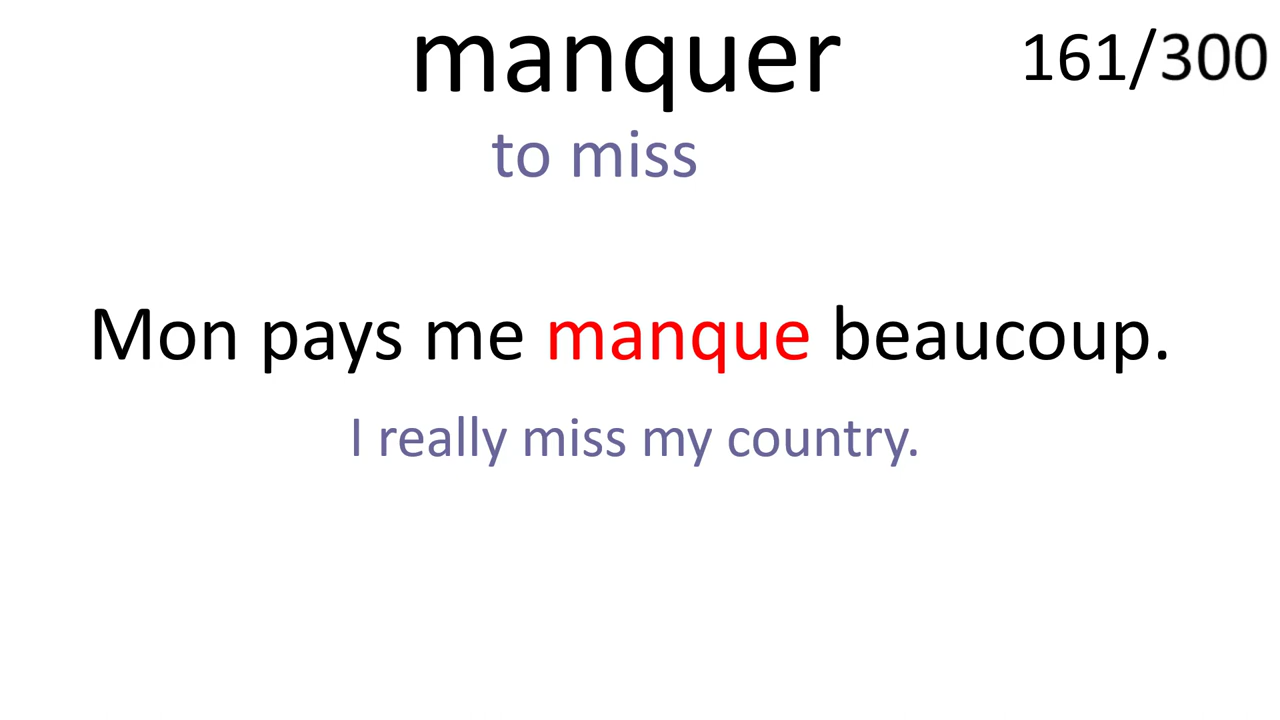 manquer
161/300
to miss
Mon pays me manque beaucoup.
I really miss my country.